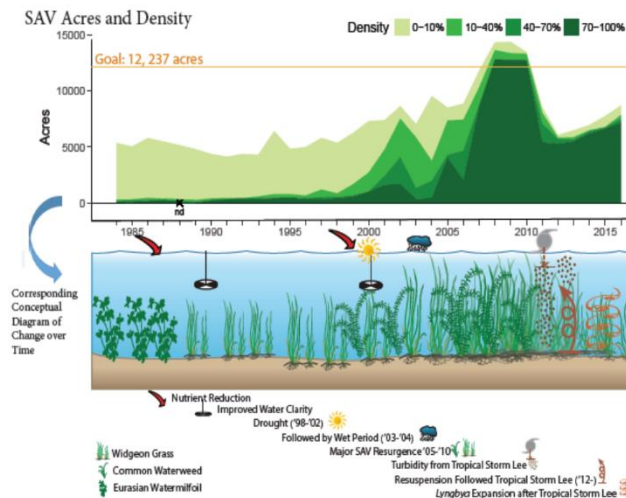 SAV Acres and Density
Density 0-10% 10-40% 40-70% 70-100%
15000
Goal: 12, 237 acres
10000
Acres
5000
0
nd
1985 1990 1995 2000 2005 2010 2015
Corresponding
Conceptual
Diagram of
Change over
Time
Nutrient Reduction
Improved Water Clarity
Drought ('98-'02)
Followed by Wet Period ('03-'04)
Major SAV Resurgence '05-'10
Widgeon Grass
Turbidity from Tropical Storm Lee
Common Waterweed
Resuspension Followed Tropical Storm Lee ('12-)
Eurasian Watermilfoil
Lyngbya Expansion after Tropical Storm Lee